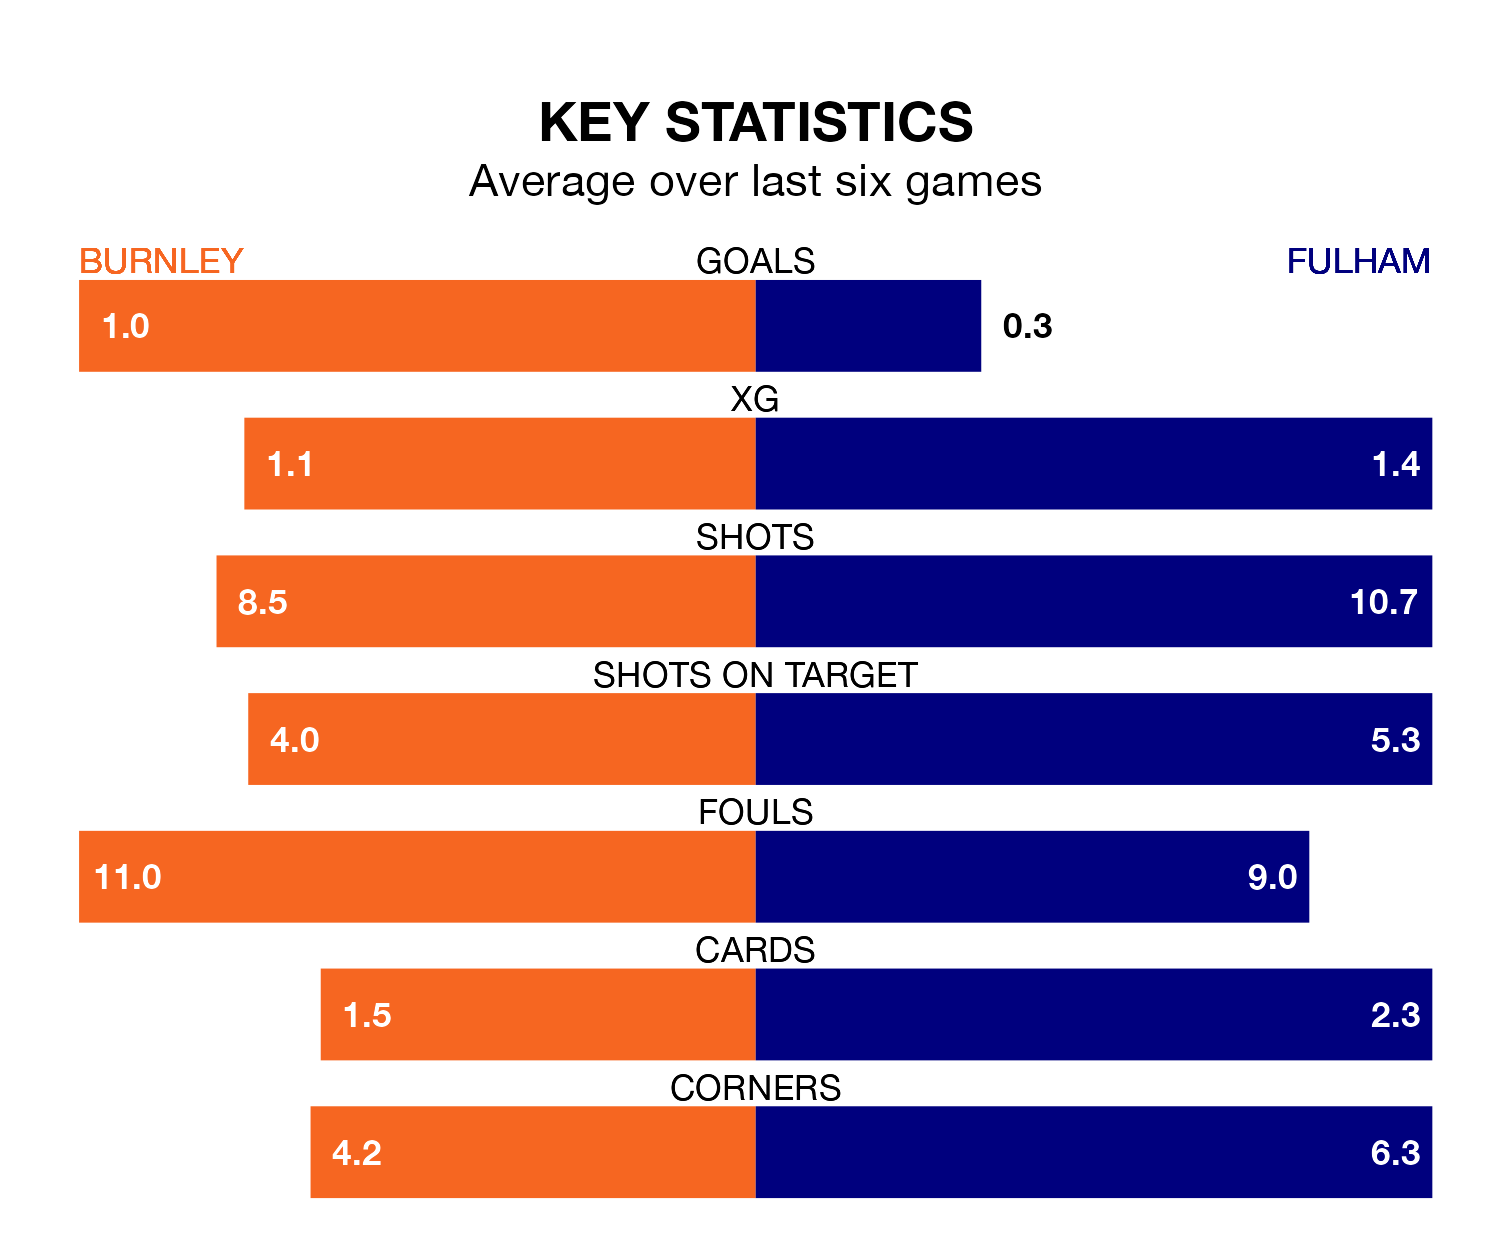 KEY STATISTICS
Average over last six games
BURNLEY GOALS FULHAM
1.0 0.3
XG
1.1 1.4
SHOTS
8.5 10.7
SHOTS ON TARGET
4.0 5.3
FOULS
11.0 9.0
CARDS
1.5 2.3
CORNERS
4.2 6.3